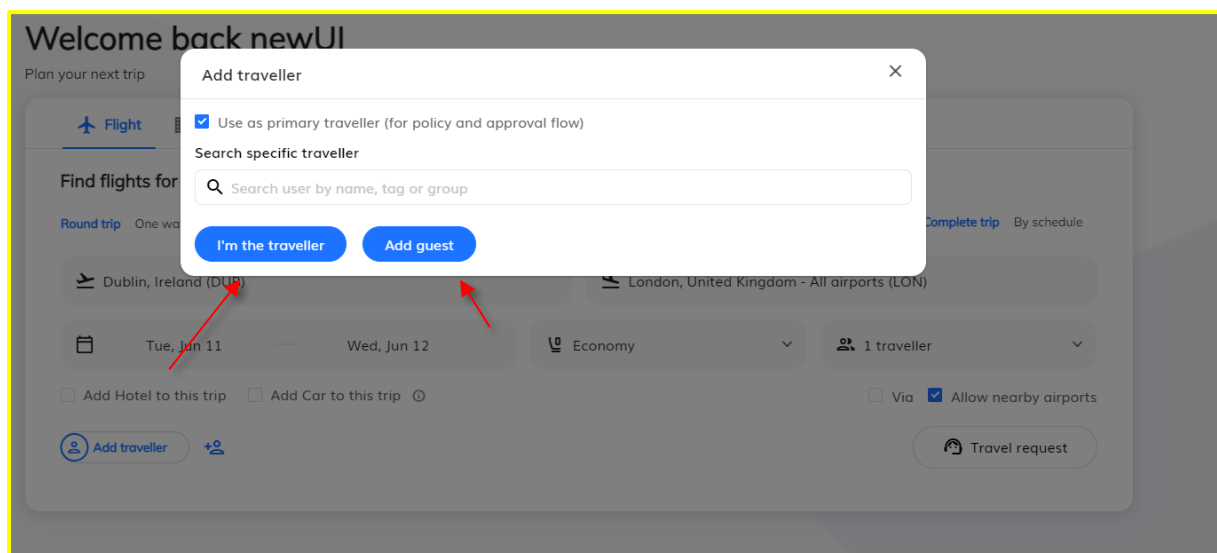 Welcome back newUI
Plan your next trip
Add traveller
Flight
Use as primary traveller (for policy and approval flow)
Search specific traveller
Find flights for
Search user by name, tag or group
Round trip One wa
Complete trip By schedule
I'm the traveller Add guest
Dublin, Ireland (DUB)
London, United Kingdom - All airports (LON)
Tue, Jun 11 Wed, Jun 12 Economy 1 traveller
Add Hotel to this trip Add Car to this trip Via Allow nearby airports
Add traveller Travel request